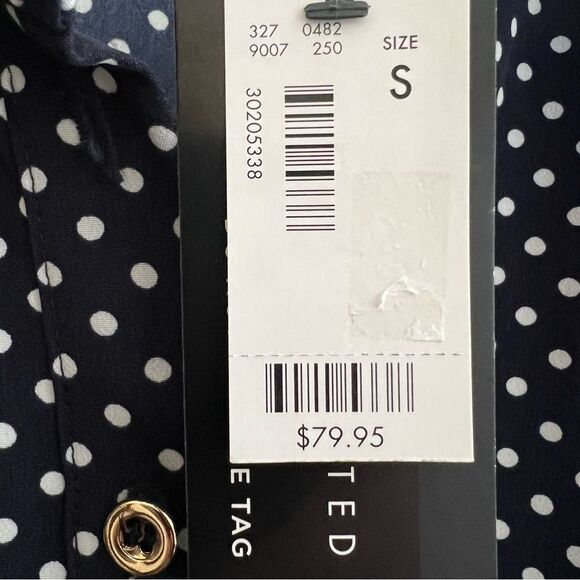 327 0482
9007 250
SIZE
S
30205338
$79.95
TED
E TAG